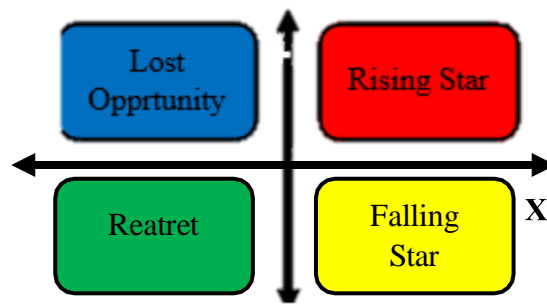 Lost
Opprtunity
Rising Star
Reatret
Falling
Star
X